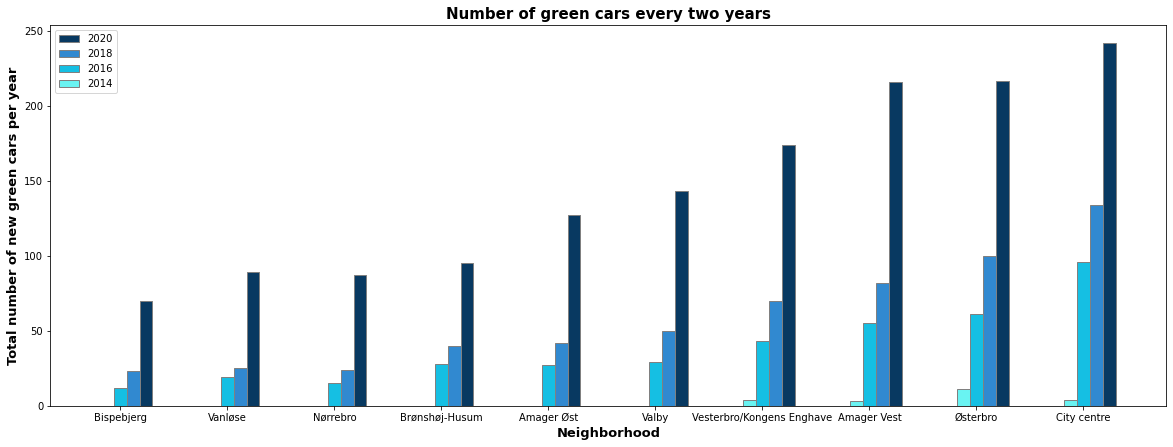 Number of green cars every two years
2020
2018
2016
2014
Total number of new green cars per year
250
200
150
100
50
0
Bispebjerg
Vanløse
Nørrebro
Brønshøj-Husum
Amager Øst
Valby
Vesterbro/Kongens Enghave
Amager Vest
Østerbro
City centre
Neighborhood